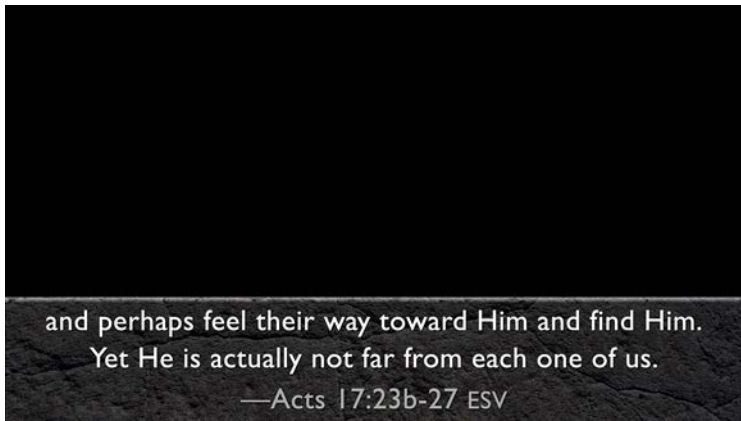 and perhaps feel their way toward Him and find Him.
Yet He is actually not far from each one of us.
—Acts 17:23b-27 ESV